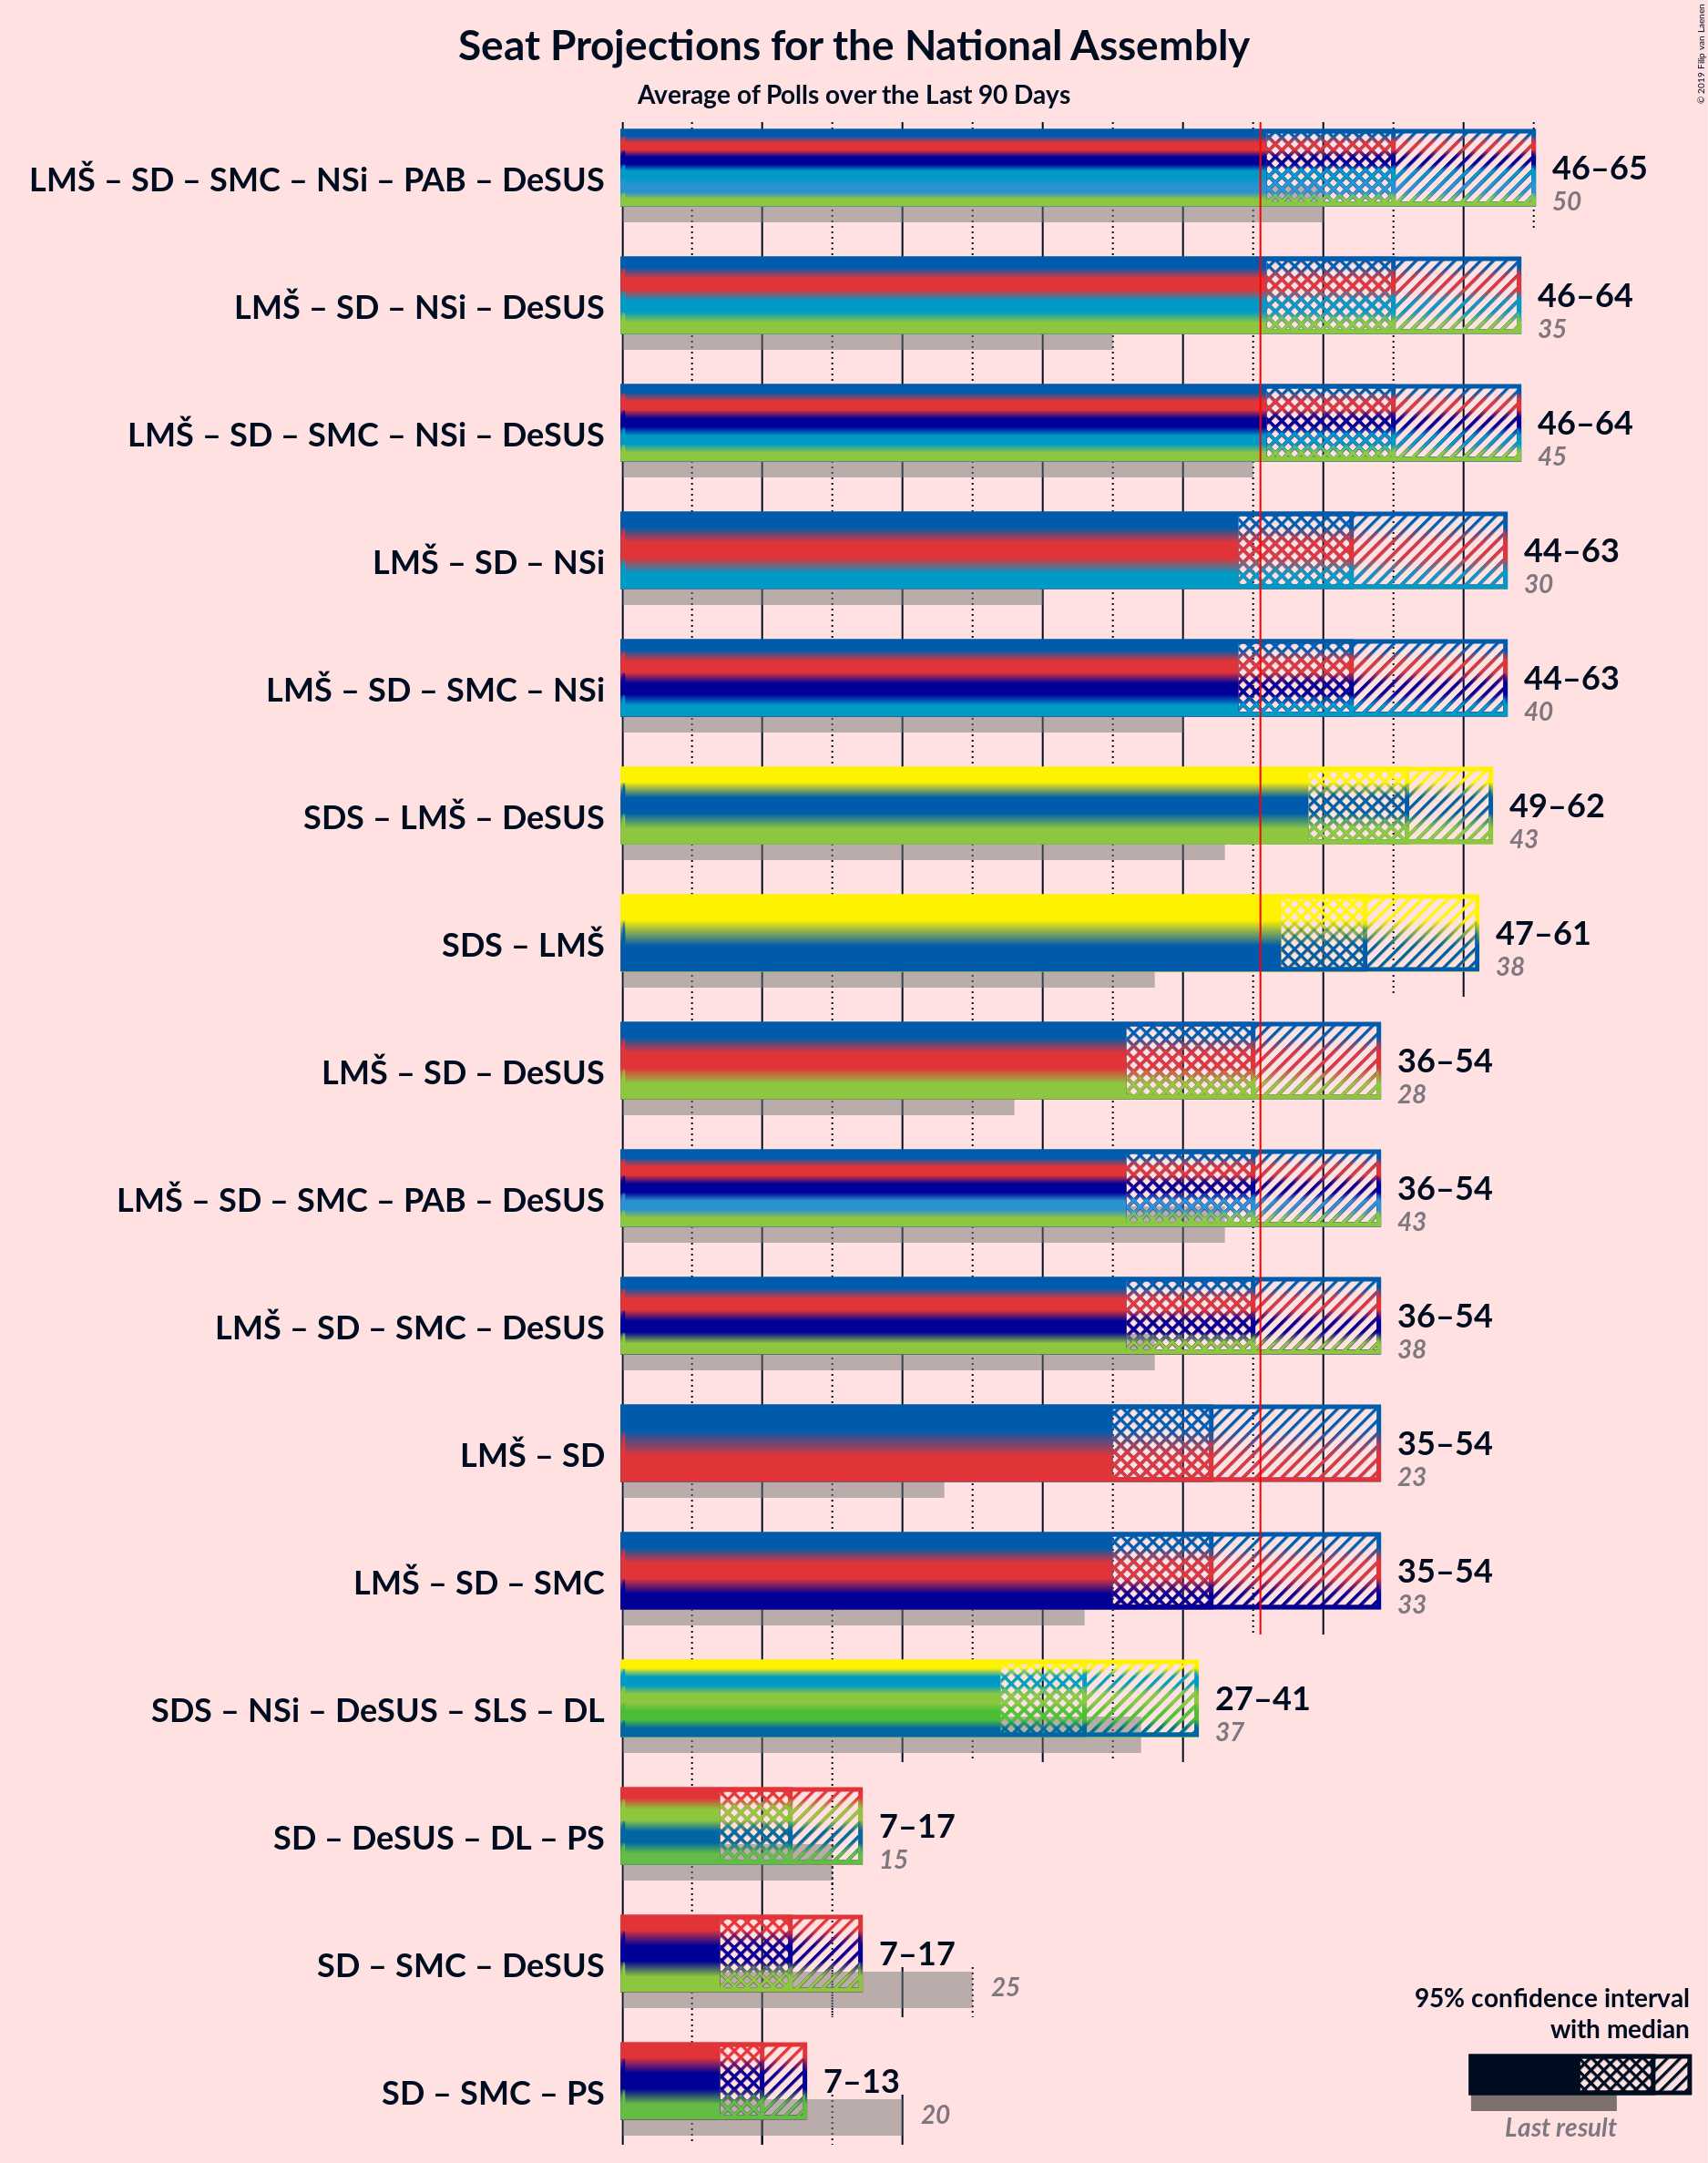 © 2019 Filip van Laenen
Seat Projections for the National Assembly
Average of Polls over the Last 90 Days
LMŠ – SD – SMC – NSi – PAB – DeSUS
46–65
50
LMŠ – SD – NSi – DeSUS
46–64
35
LMŠ – SD – SMC – NSi – DeSUS
46–64
45
LMŠ – SD – NSi
44–63
30
LMŠ – SD – SMC – NSi
44–63
40
SDS – LMŠ – DeSUS
49–62
43
SDS – LMŠ
47–61
38
LMŠ – SD – DeSUS
36–54
28
LMŠ – SD – SMC – PAB – DeSUS
36–54
43
LMŠ – SD – SMC – DeSUS
36–54
38
LMŠ – SD
35–54
23
LMŠ – SD – SMC
35–54
33
SDS – NSi – DeSUS – SLS – DL
27–41
37
SD – DeSUS – DL – PS
7–17
15
SD – SMC – DeSUS
7–17
25
SD – SMC – PS
7–13
20
95% confidence interval
with median
Last result